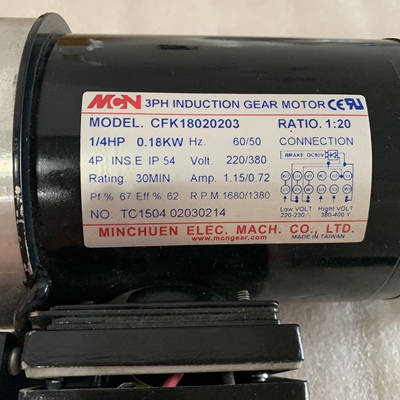 MCN 3PH INDUCTION GEAR MOTOR CE
MODEL. CFK18020203 RATIO. 1:20
1/4HP 0.18KW Hz. 60/50 CONNECTION
4P INS.E IP 54 Volt. 220/380 BRAKE DC90V
Rating. 30MIN Amp. 1.15/0.72
Pf % 67 Eff % 62 R.P.M. 1680/1380
NO: TC1504 02030214
Low VOLT Hight VOLT
220-230 380-400 Y
MINCHUEN ELEC. MACH. CO., LTD.
www.mcngear.com MADE IN TAIWAN